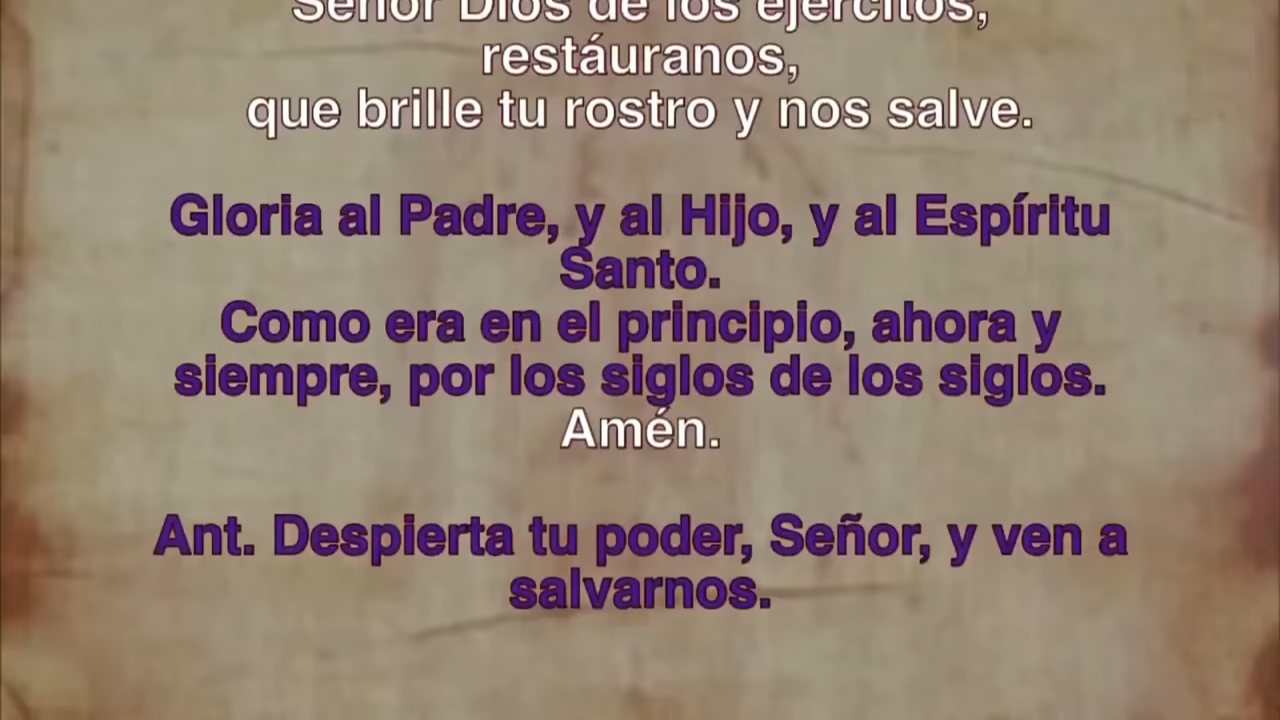 Señor Dios de los ejércitos,
restáuranos,
que brille tu rostro y nos salve.
Gloria al Padre, y al Hijo, y al Espíritu
Santo.
Como era en el principio, ahora y
siempre, por los siglos de los siglos.
Amén.
Ant. Despierta tu poder, Señor, y ven a
salvarnos.